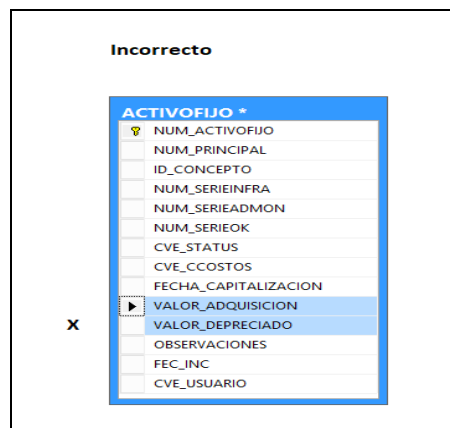 Incorrecto
ACTIVOFIJO *
NUM_ACTIVOFIJO
NUM_PRINCIPAL
ID_CONCEPTO
NUM_SERIEINFRA
NUM_SERIEADMON
NUM_SERIEOK
CVE_STATUS
CVE_CCOSTOS
FECHA_CAPITALIZACION
VALOR_ADQUISICION
X VALOR_DEPRECIADO
OBSERVACIONES
FEC_INC
CVE_USUARIO